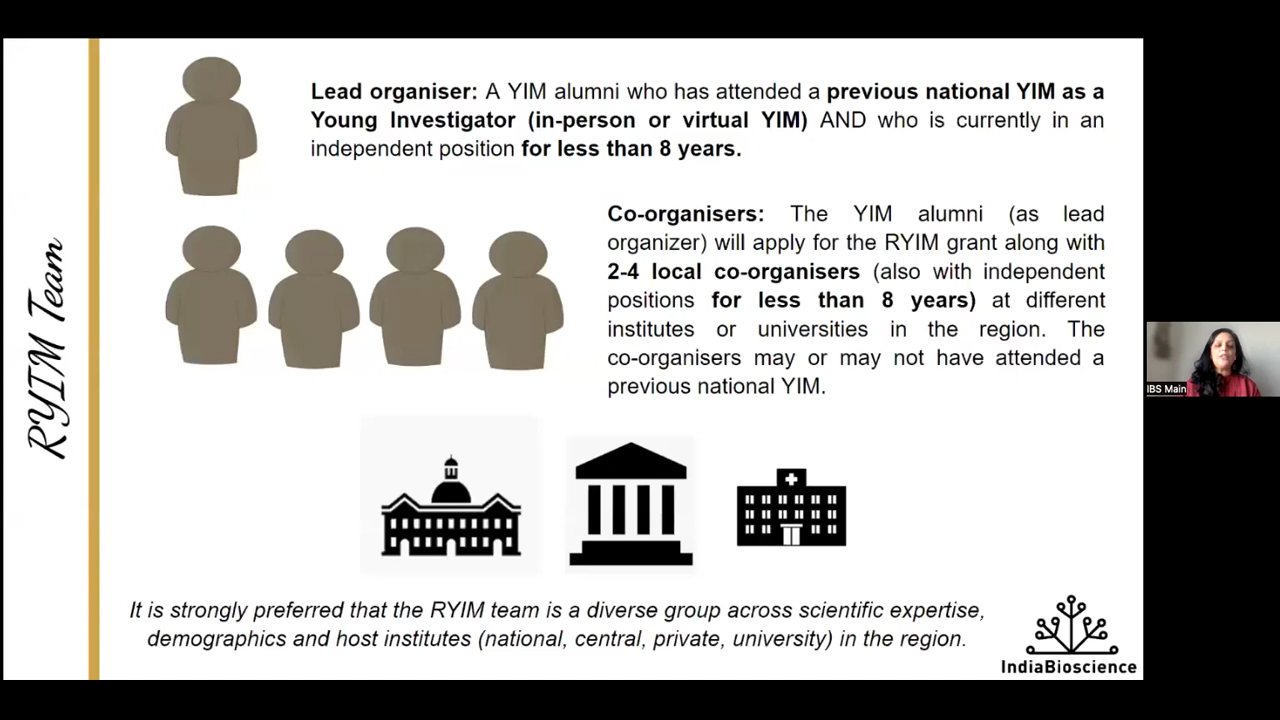 RYIM Team
Lead organiser: A YIM alumni who has attended a previous national YIM as a
Young Investigator (in-person or virtual YIM) AND who is currently in an
independent position for less than 8 years.
Co-organisers: The YIM alumni (as lead
organizer) will apply for the RYIM grant along with
2-4 local co-organisers (also with independent
positions for less than 8 years) at different
institutes or universities in the region. The
co-organisers may or may not have attended a
previous national YIM.
IBS Main
It is strongly preferred that the RYIM team is a diverse group across scientific expertise,
demographics and host institutes (national, central, private, university) in the region.
IndiaBioscience